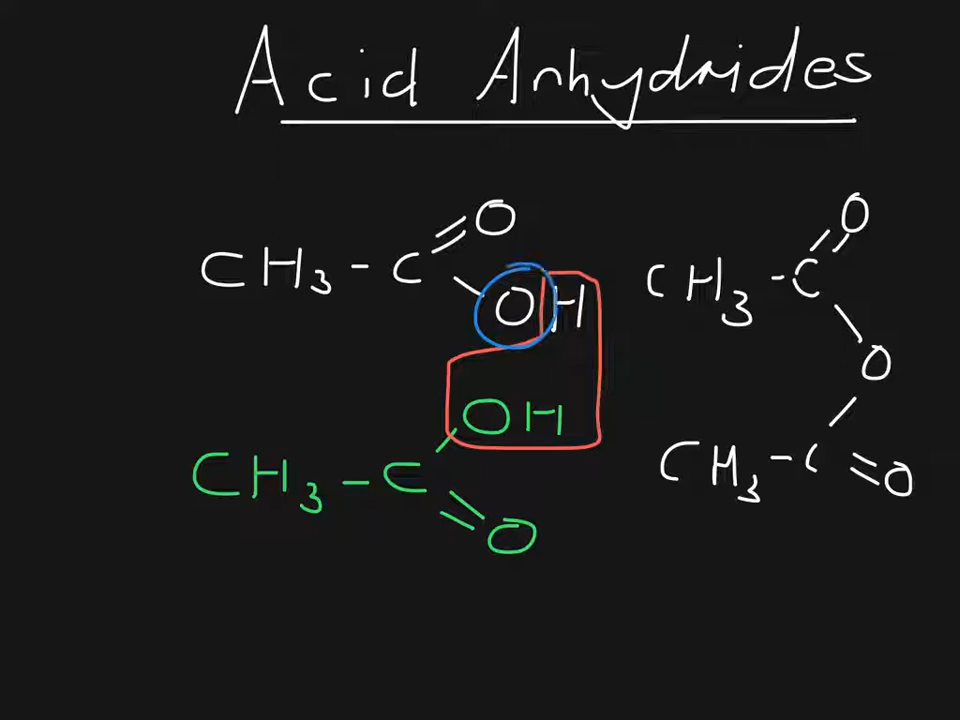 Acid Anhydrides
CH3 - C
O
OH
OH
CH3 - C
O
CH3 - C
O
O
CH3 - C
O